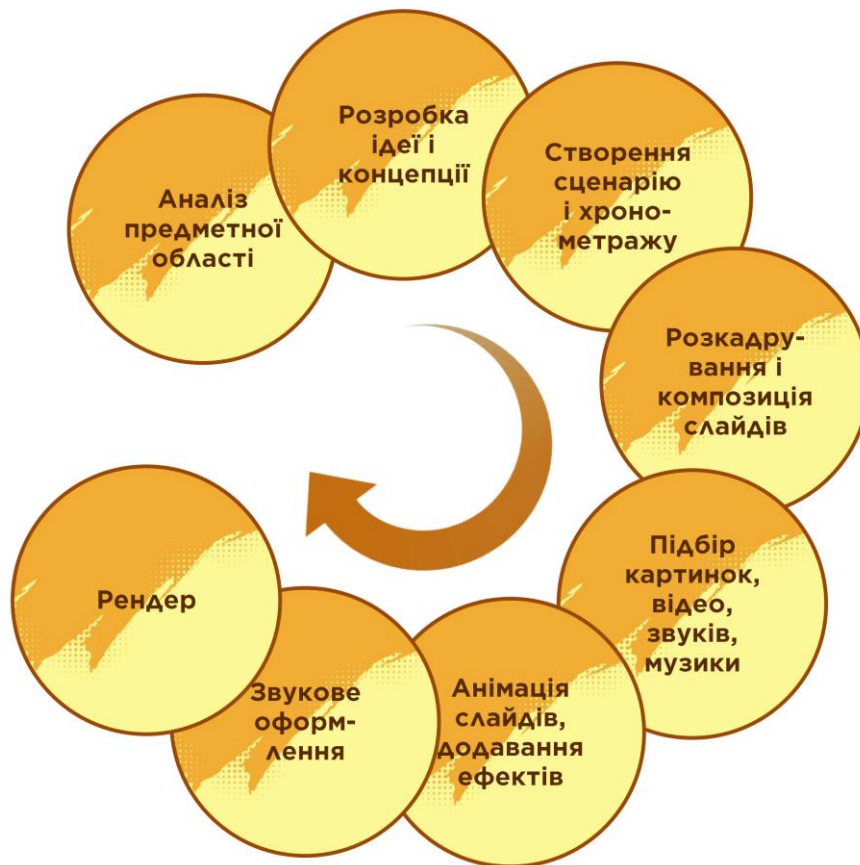 Аналіз
предметної
області
Розробка
ідеї і
концепції
Створення
сценарію
і хроно-
метражу
Розкадру-
вання і
композиція
слайдів
Підбір
картинок,
відео,
звуків,
музики
Анімація
слайдів,
додавання
ефектів
Звукове
оформ-
лення
Рендер